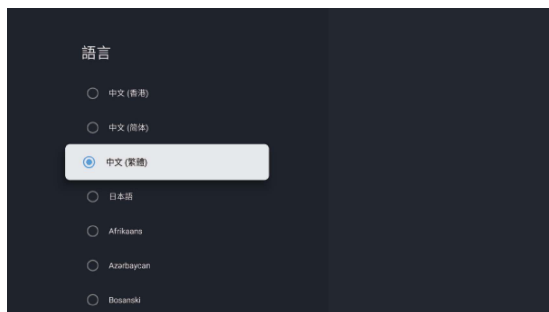 語言
中文 (香港)
中文 (简体)
中文 (繁體)
日本語
Afrikaans
Azərbaycan
Bosanski